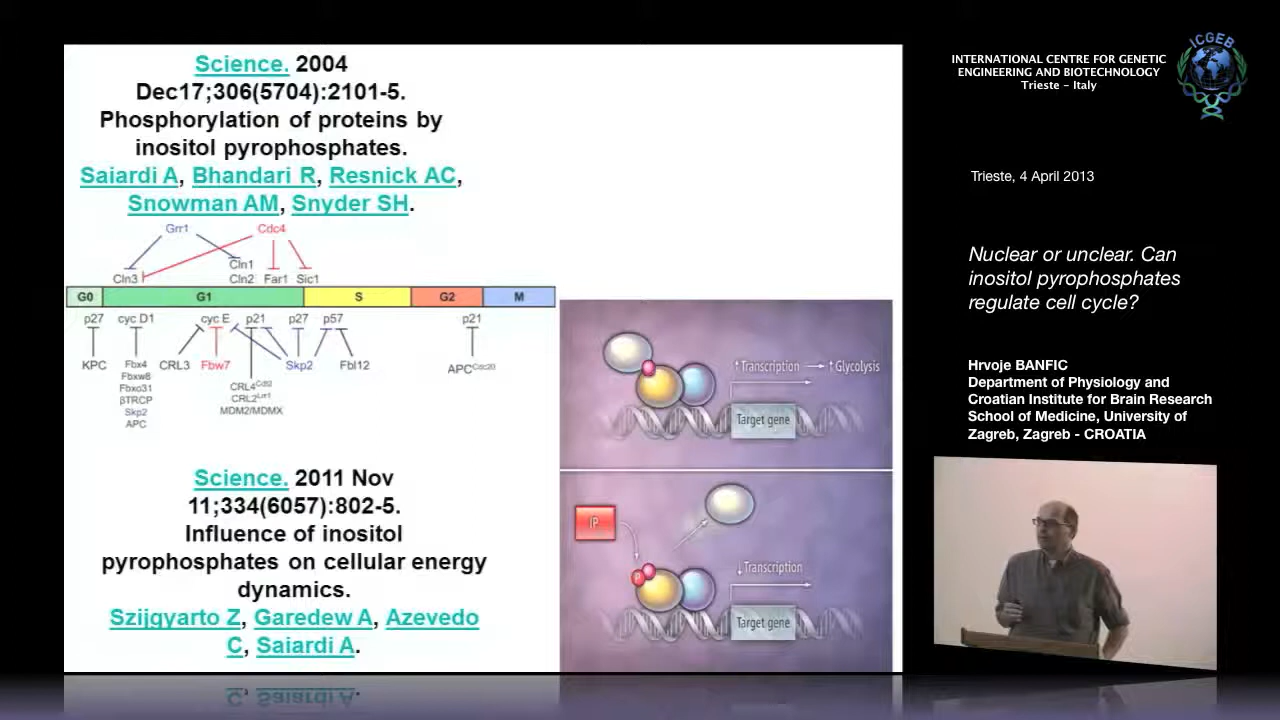 Science. 2004
Dec17;306(5704):2101-5.
Phosphorylation of proteins by
inositol pyrophosphates.
Saiardi A, Bhandari R, Resnick AC,
Snowman AM, Snyder SH.
Grr1 Cdc4
Cln3 Cln1 Cln2 Far1 Sic1
G0 G1 S G2 M
p27 cyc D1 cyc E p21 p27 p57 p21
KPC Fbx4 CRL3 Fbw7 Skp2 Fbl12 APCCdc20
Fbxw8
Fbxo31
βTRCP
Skp2
APC
CRL4Cdt2
CRL2Lrr1
MDM2/MDMX
Science. 2011 Nov
11;334(6057):802-5.
Influence of inositol
pyrophosphates on cellular energy
dynamics.
Szijgyarto Z, Garedew A, Azevedo
C, Saiardi A.
↑Transcription → ↑Glycolysis
Target gene
IP
P
↓Transcription
Target gene
ICGEB
INTERNATIONAL CENTRE FOR GENETIC
ENGINEERING AND BIOTECHNOLOGY
Trieste - Italy
Trieste, 4 April 2013
Nuclear or unclear. Can
inositol pyrophosphates
regulate cell cycle?
Hrvoje BANFIC
Department of Physiology and
Croatian Institute for Brain Research
School of Medicine, University of
Zagreb, Zagreb - CROATIA